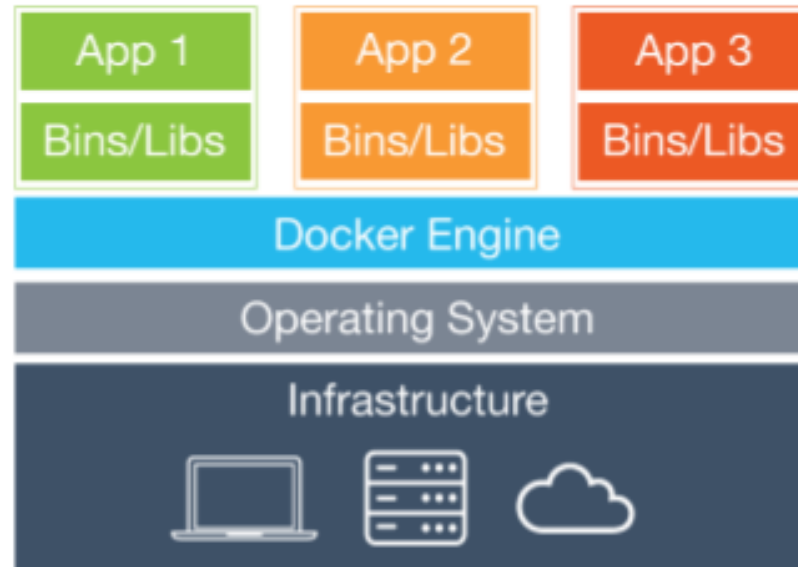 App 1
App 2
App 3
Bins/Libs
Bins/Libs
Bins/Libs
Docker Engine
Operating System
Infrastructure